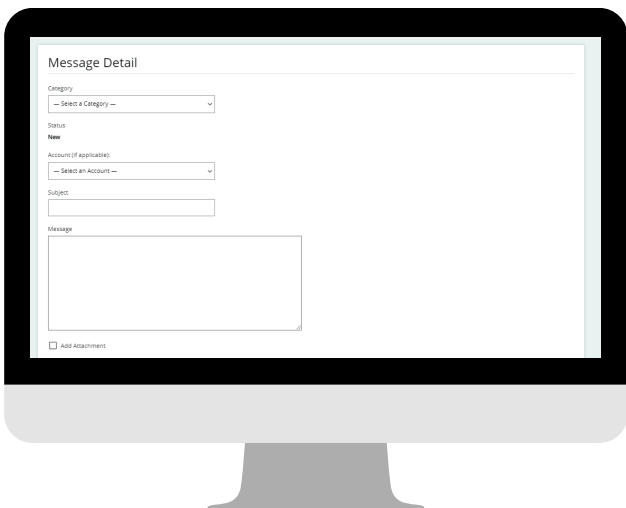 Message Detail
Category
— Select a Category —
Status
New
Account (if applicable):
— Select an Account —
Subject
Message
Add Attachment